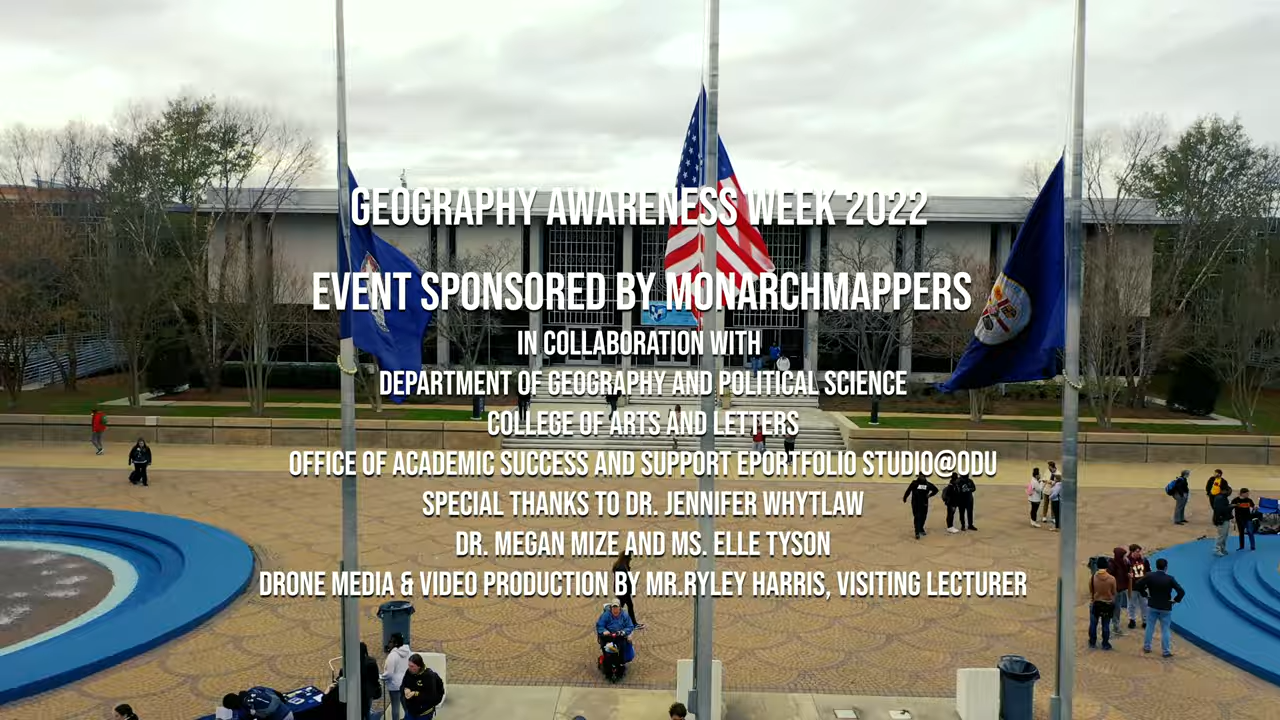 GEOGRAPHY AWARENESS WEEK 2022
EVENT SPONSORED BY MONARCHMAPPERS
IN COLLABORATION WITH
DEPARTMENT OF GEOGRAPHY AND POLITICAL SCIENCE
COLLEGE OF ARTS AND LETTERS
OFFICE OF ACADEMIC SUCCESS AND SUPPORT EPORTFOLIO STUDIO@ODU
SPECIAL THANKS TO DR. JENNIFER WHYTLAW
DR. MEGAN MIZE AND MS. ELLE TYSON
DRONE MEDIA & VIDEO PRODUCTION BY MR.RYLEY HARRIS, VISITING LECTURER